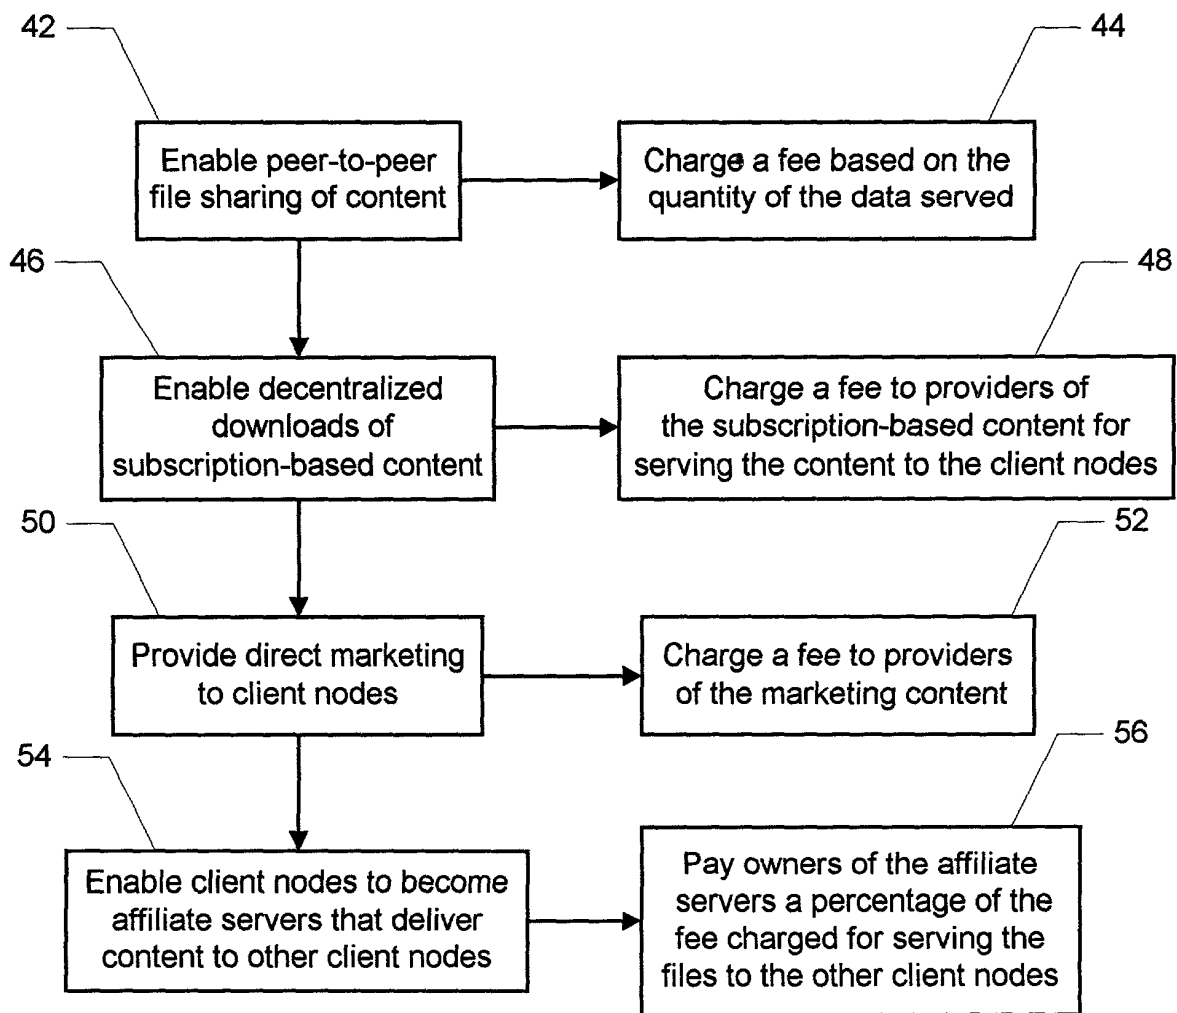 42
44
Enable peer-to-peer
file sharing of content
Charge a fee based on the
quantity of the data served
46
48
Enable decentralized
downloads of
subscription-based content
Charge a fee to providers of
the subscription-based content for
serving the content to the client nodes
50
52
Provide direct marketing
to client nodes
Charge a fee to providers
of the marketing content
54
56
Enable client nodes to become
affiliate servers that deliver
content to other client nodes
Pay owners of the affiliate
servers a percentage of the
fee charged for serving the
files to the other client nodes